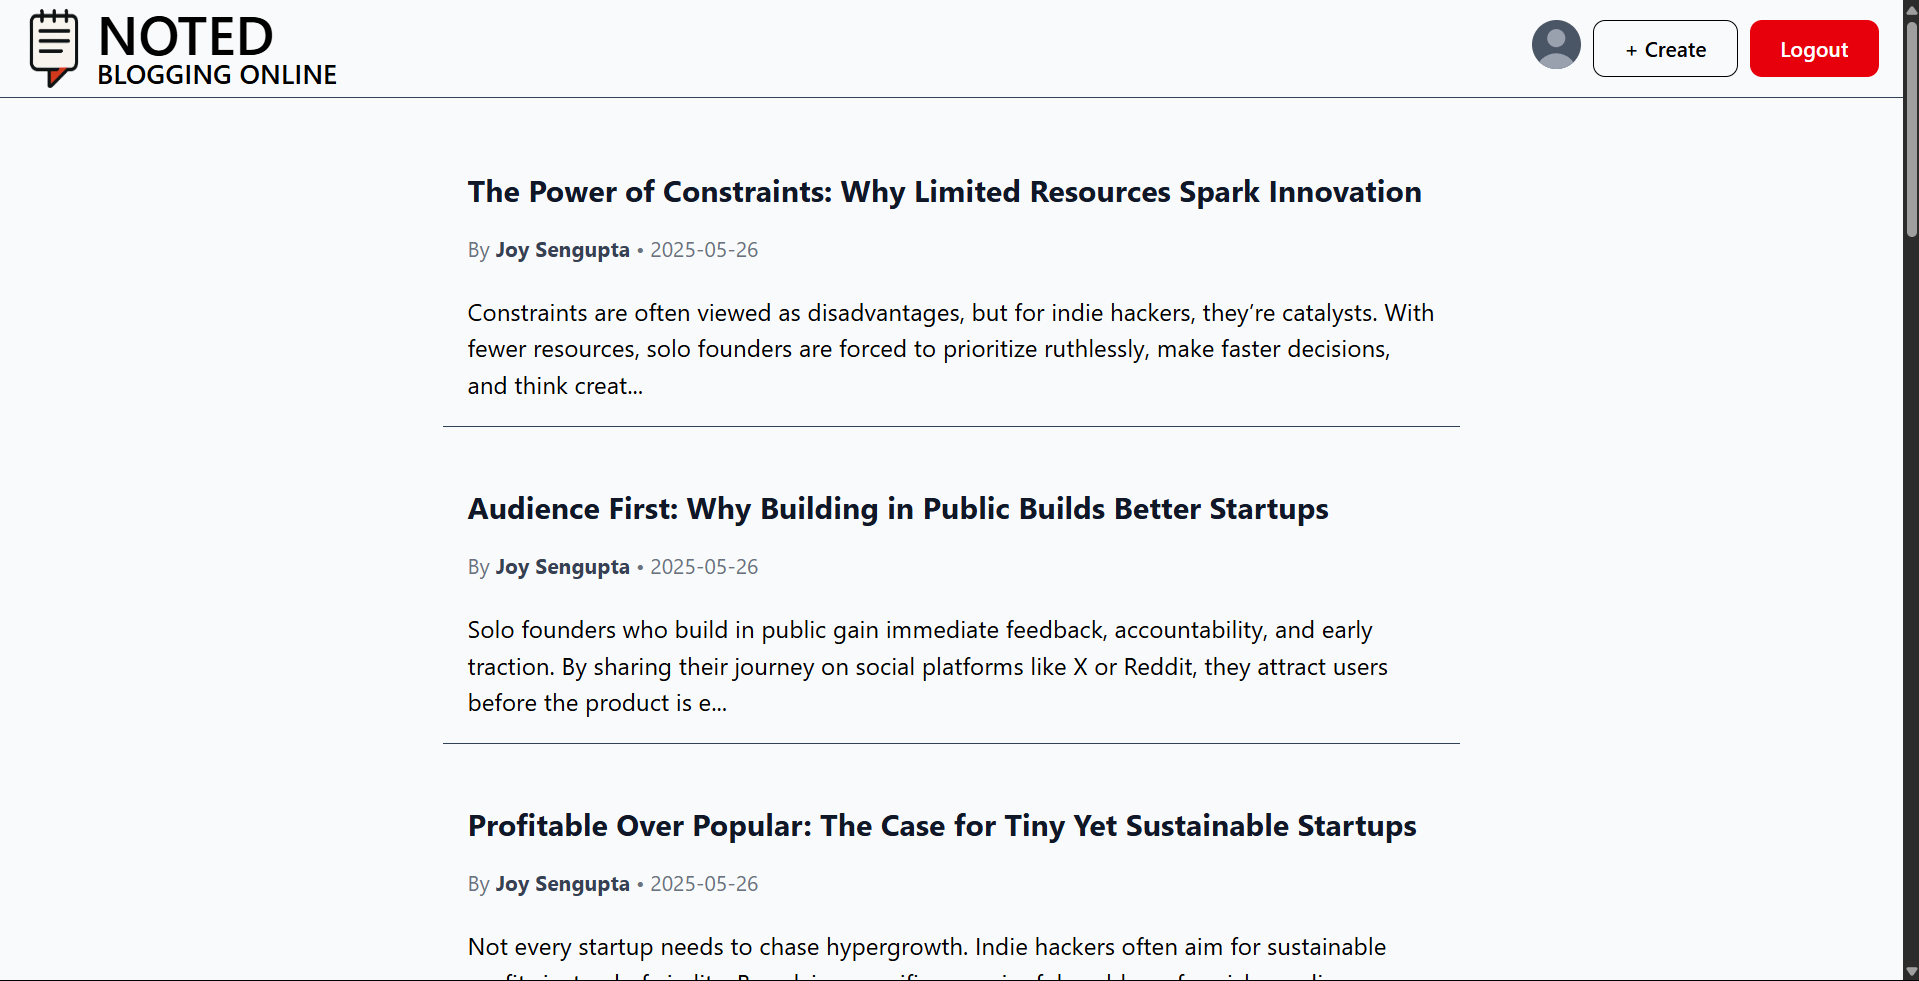 NOTED
BLOGGING ONLINE
+ Create
Logout
The Power of Constraints: Why Limited Resources Spark Innovation
By Joy Sengupta • 2025-05-26
Constraints are often viewed as disadvantages, but for indie hackers, they’re catalysts. With
fewer resources, solo founders are forced to prioritize ruthlessly, make faster decisions,
and think creat...
Audience First: Why Building in Public Builds Better Startups
By Joy Sengupta • 2025-05-26
Solo founders who build in public gain immediate feedback, accountability, and early
traction. By sharing their journey on social platforms like X or Reddit, they attract users
before the product is e...
Profitable Over Popular: The Case for Tiny Yet Sustainable Startups
By Joy Sengupta • 2025-05-26
Not every startup needs to chase hypergrowth. Indie hackers often aim for sustainable